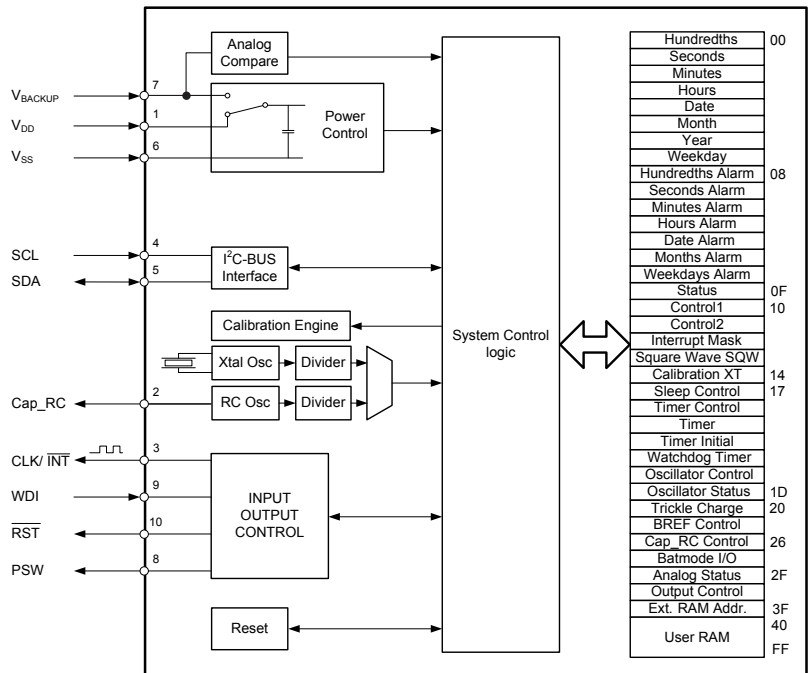 V_BACKUP
7
V_DD
1
V_SS
6
SCL
4
SDA
5
Cap_RC
2
CLK/ INT
3
WDI
9
RST
10
PSW
8
Analog
Compare
Power
Control
I²C-BUS
Interface
Calibration Engine
Xtal Osc
Divider
RC Osc
Divider
INPUT
OUTPUT
CONTROL
Reset
System Control
logic
Hundredths 00
Seconds
Minutes
Hours
Date
Month
Year
Weekday
Hundredths Alarm 08
Seconds Alarm
Minutes Alarm
Hours Alarm
Date Alarm
Months Alarm
Weekdays Alarm
Status 0F
Control1 10
Control2
Interrupt Mask
Square Wave SQW
Calibration XT 14
Sleep Control 17
Timer Control
Timer
Timer Initial
Watchdog Timer
Oscillator Control
Oscillator Status 1D
Trickle Charge 20
BREF Control
Cap_RC Control 26
Batmode I/O
Analog Status 2F
Output Control
Ext. RAM Addr. 3F
40
User RAM
FF